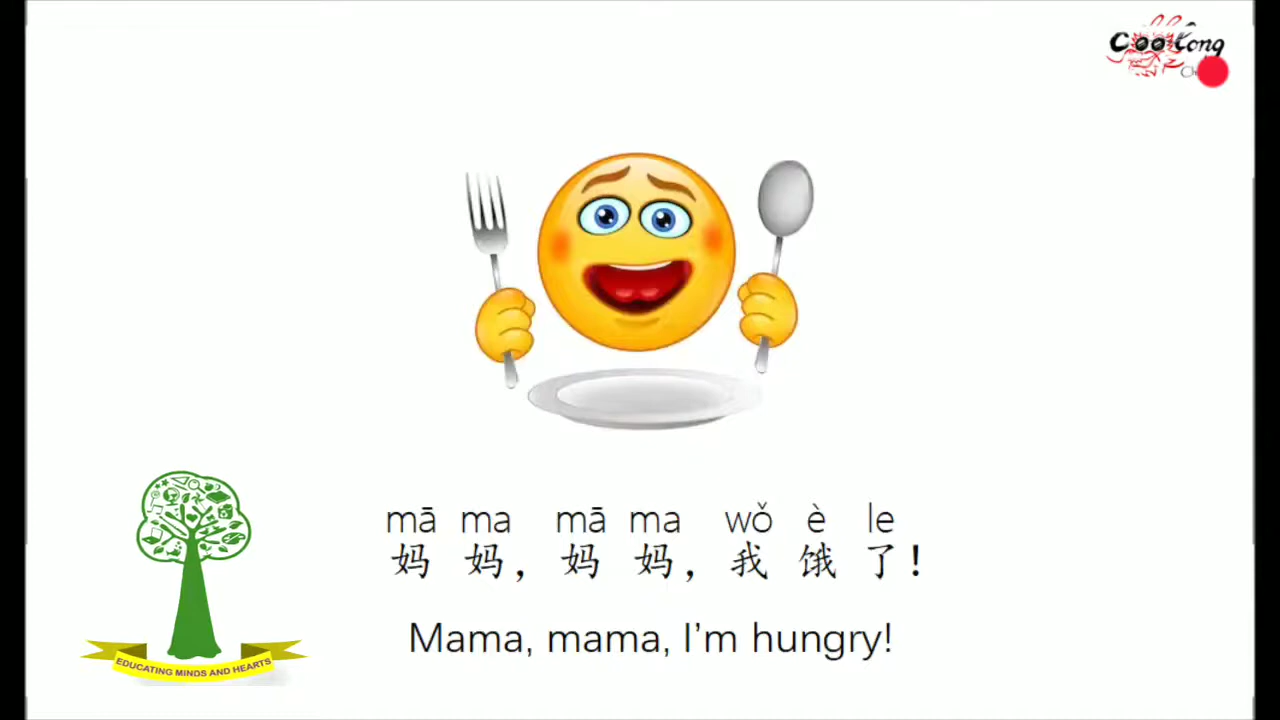 Coolong
mā ma mā ma wǒ è le
妈 妈，妈 妈，我 饿 了！
Mama, mama, I'm hungry!
EDUCATING MINDS AND HEARTS